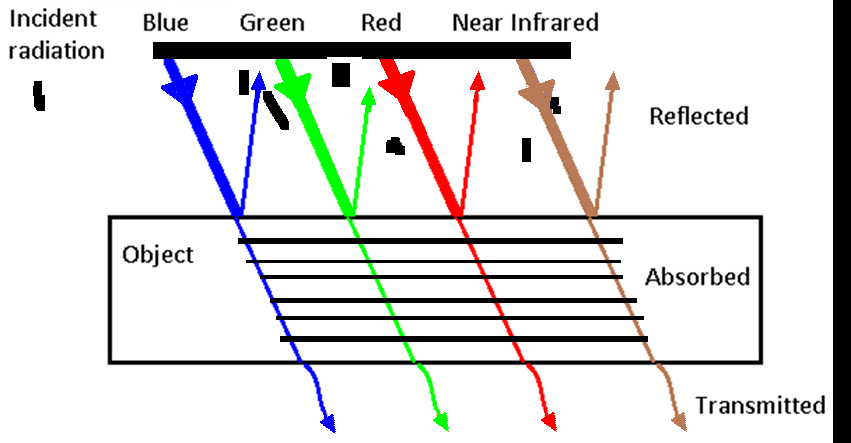 Incident
radiation
Blue
Green
Red
Near Infrared
Reflected
Object
Absorbed
Transmitted